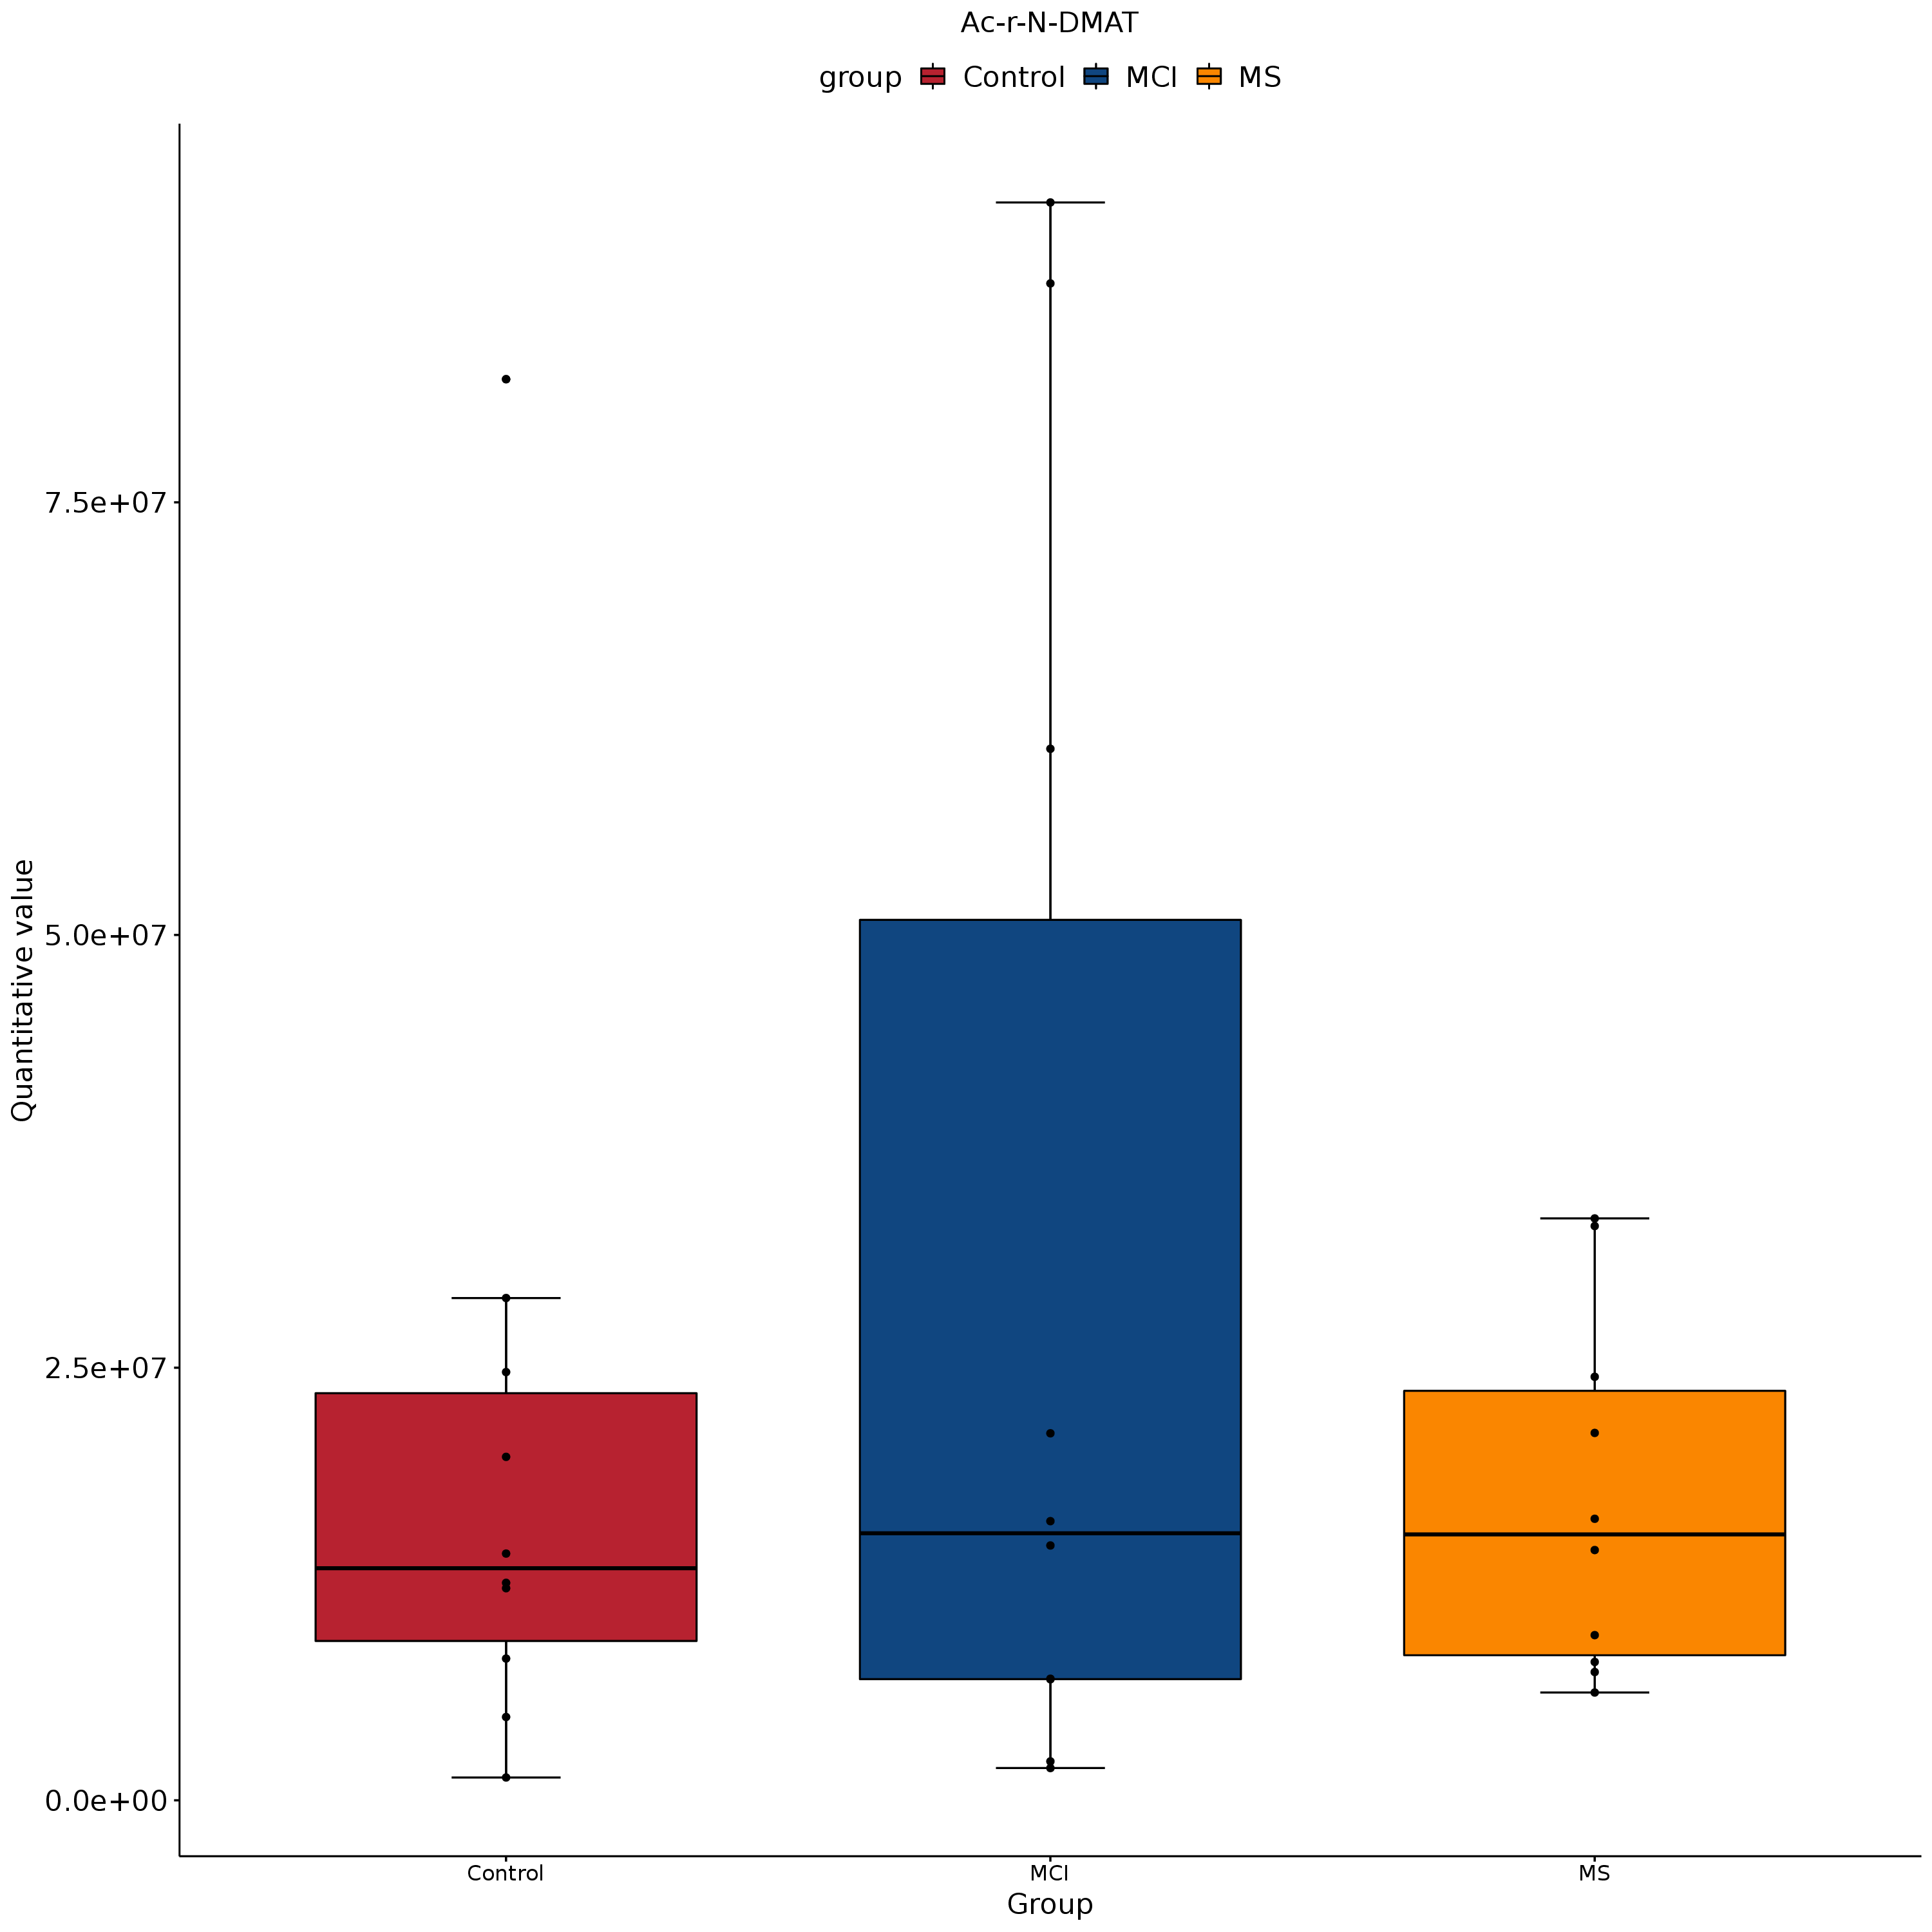 Ac-r-N-DMAT
group Control MCI MS
Quantitative value
7.5e+07
5.0e+07
2.5e+07
0.0e+00
Control MCI MS
Group